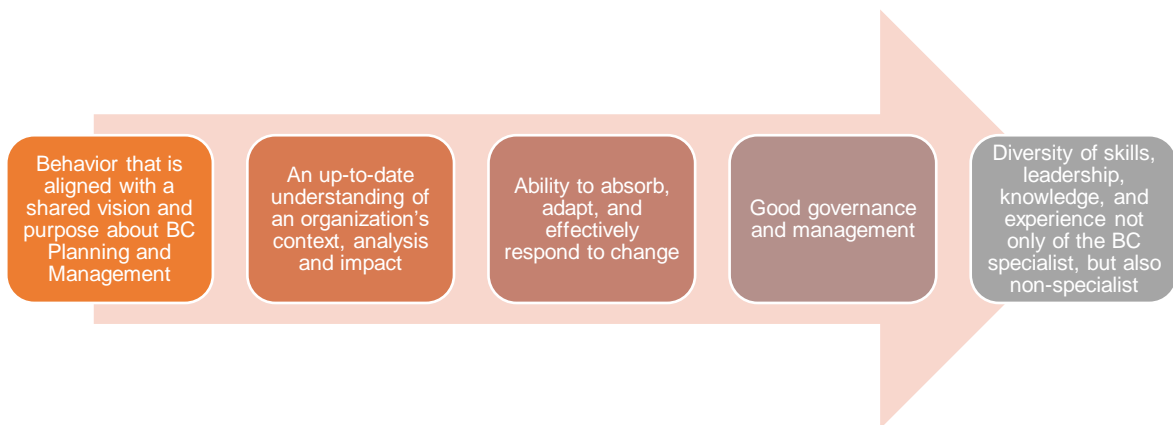 Behavior that is
aligned with a
shared vision and
purpose about BC
Planning and
Management
An up-to-date
understanding of
an organization's
context, analysis
and impact
Ability to absorb,
adapt, and
effectively
respond to change
Good governance
and management
Diversity of skills,
leadership,
knowledge, and
experience not
only of the BC
specialist, but also
non-specialist